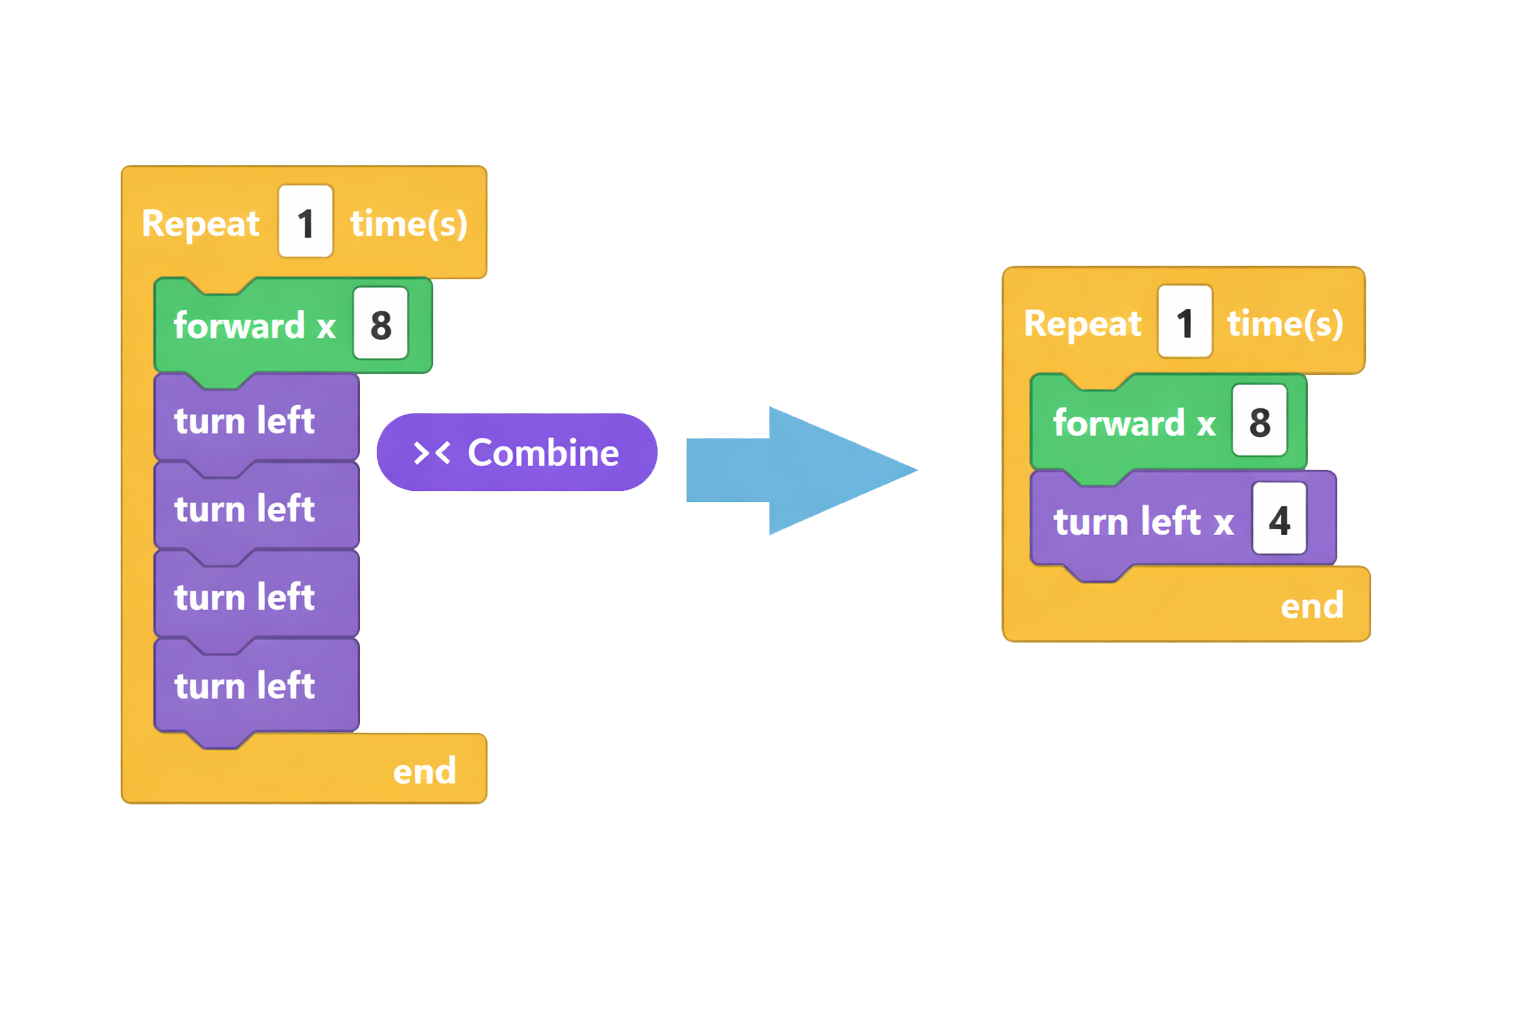 Repeat 1 time(s)
forward x 8
turn left
turn left
turn left
turn left
end
Combine
Repeat 1 time(s)
forward x 8
turn left x 4
end